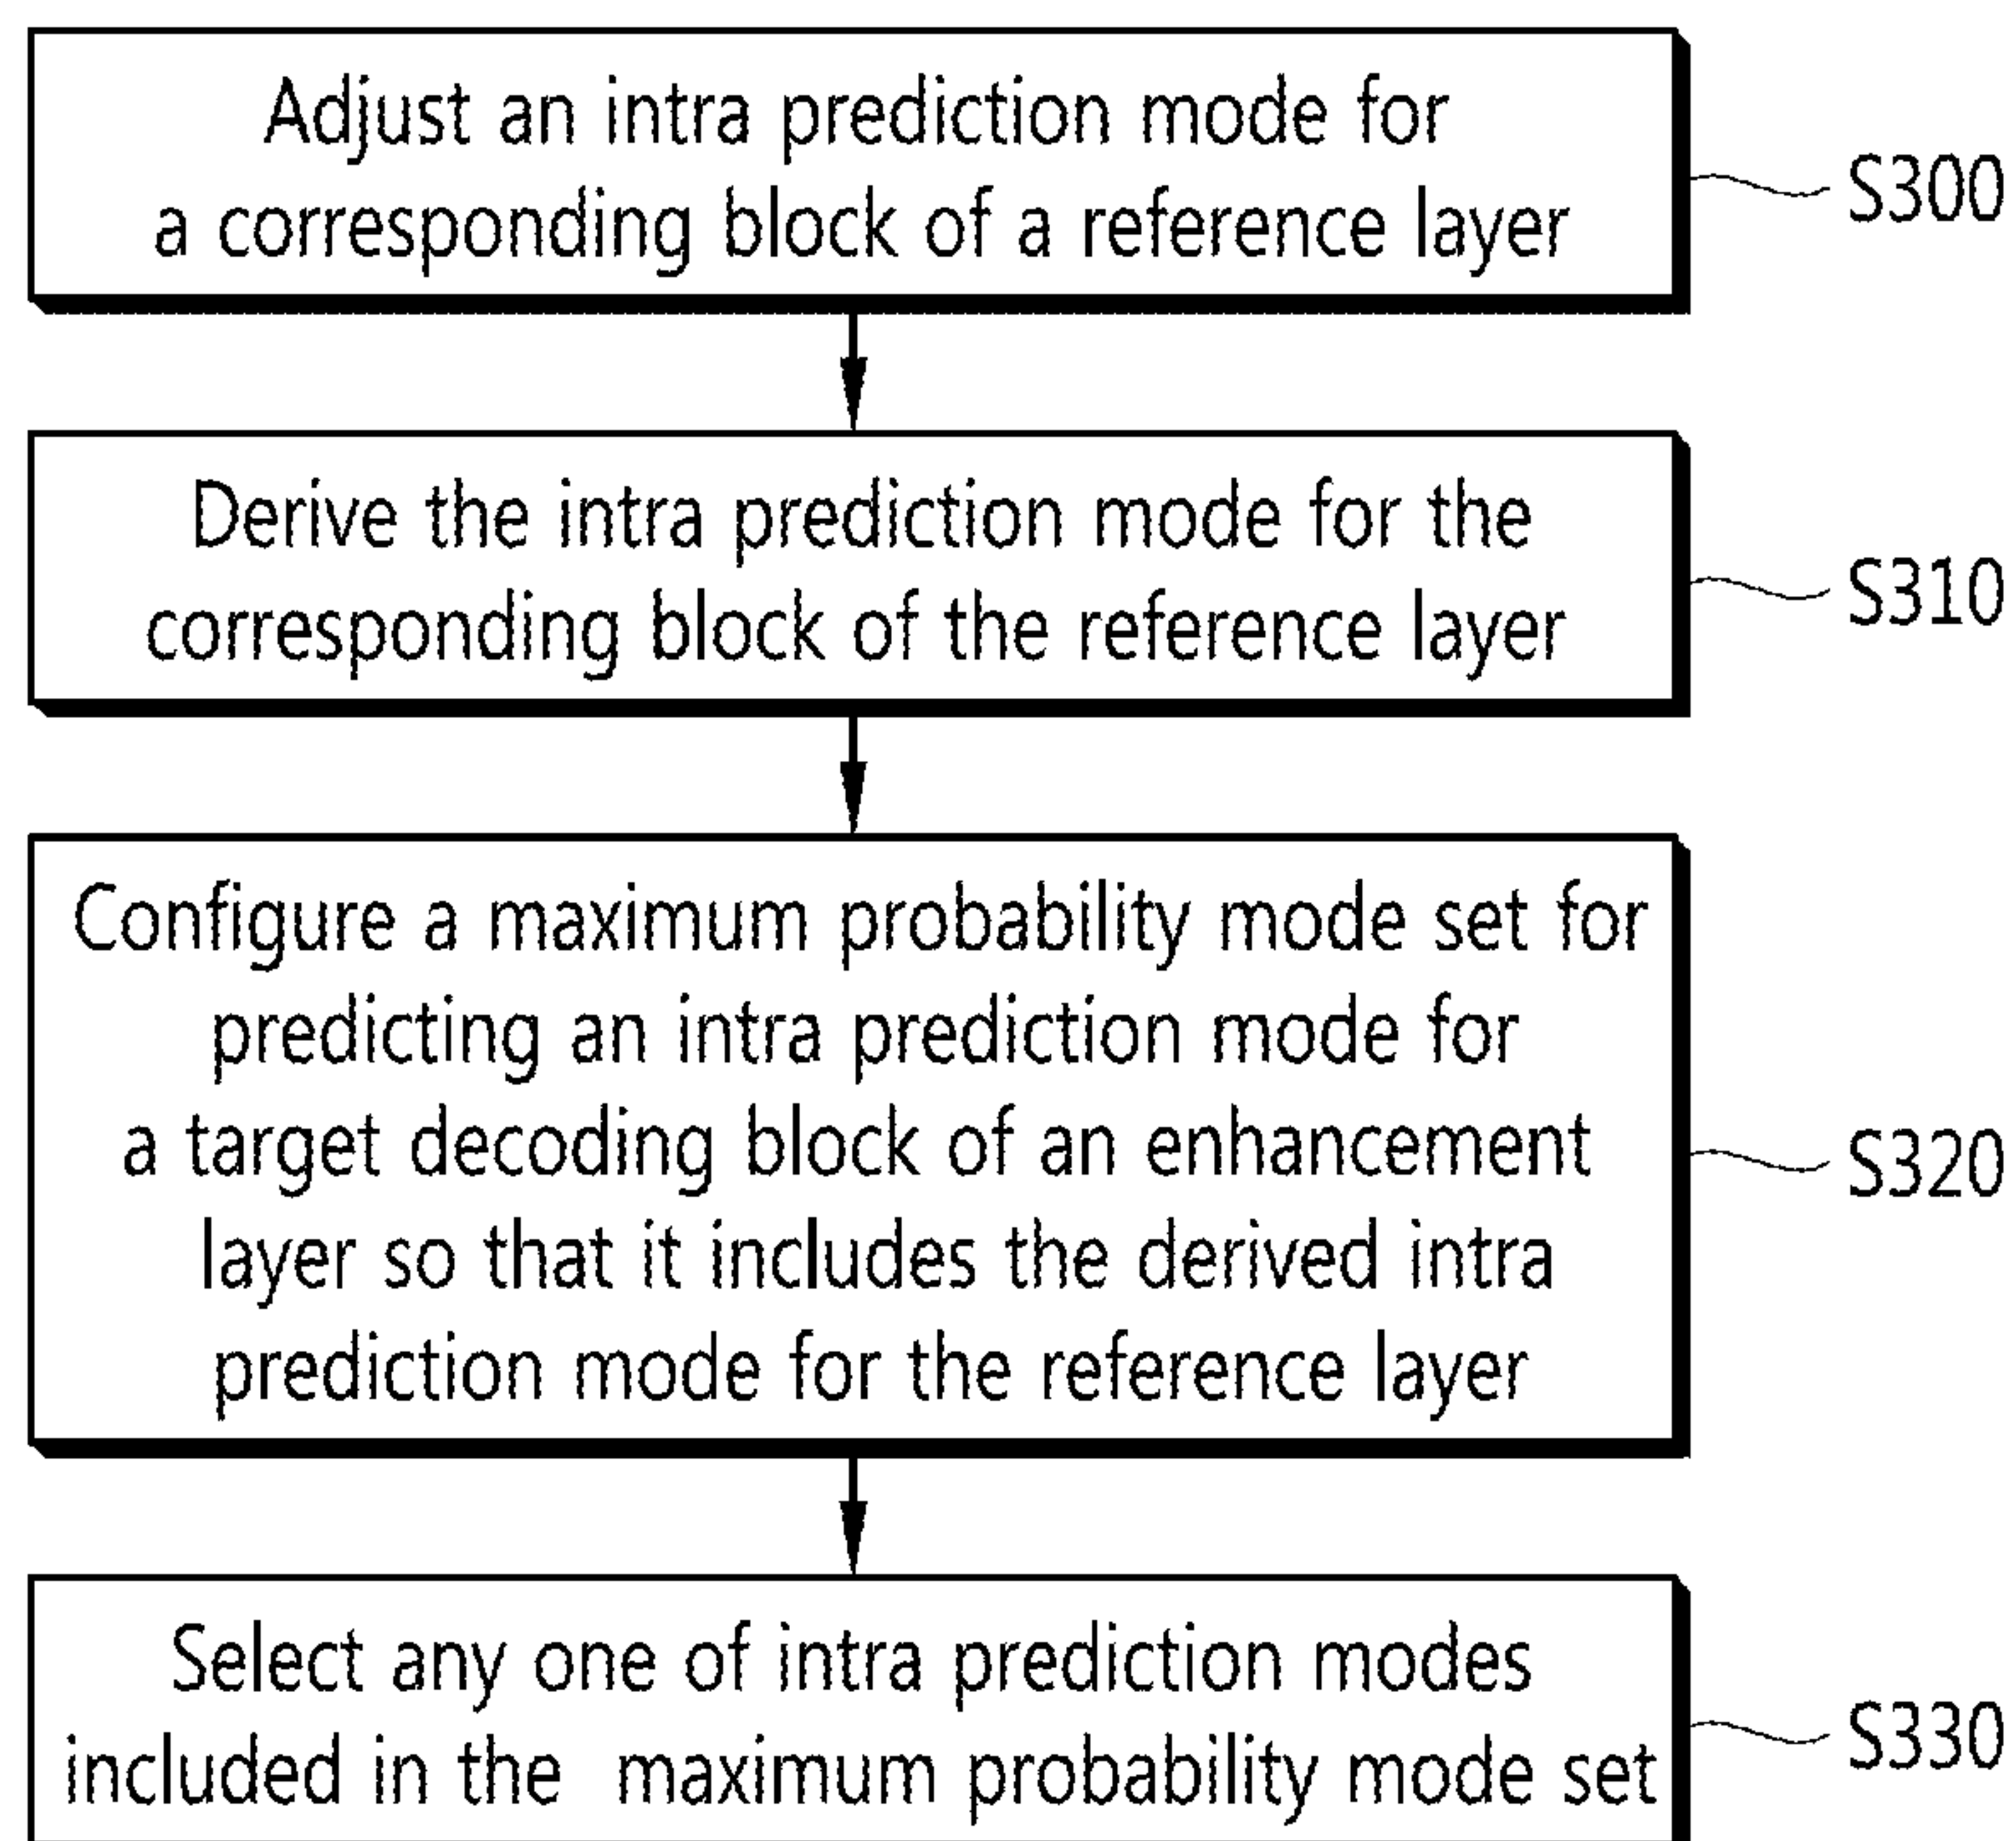 Adjust an intra prediction mode for
a corresponding block of a reference layer
S300
Derive the intra prediction mode for the
corresponding block of the reference layer
S310
Configure a maximum probability mode set for
predicting an intra prediction mode for
a target decoding block of an enhancement
layer so that it includes the derived intra
prediction mode for the reference layer
S320
Select any one of intra prediction modes
included in the maximum probability mode set
S330